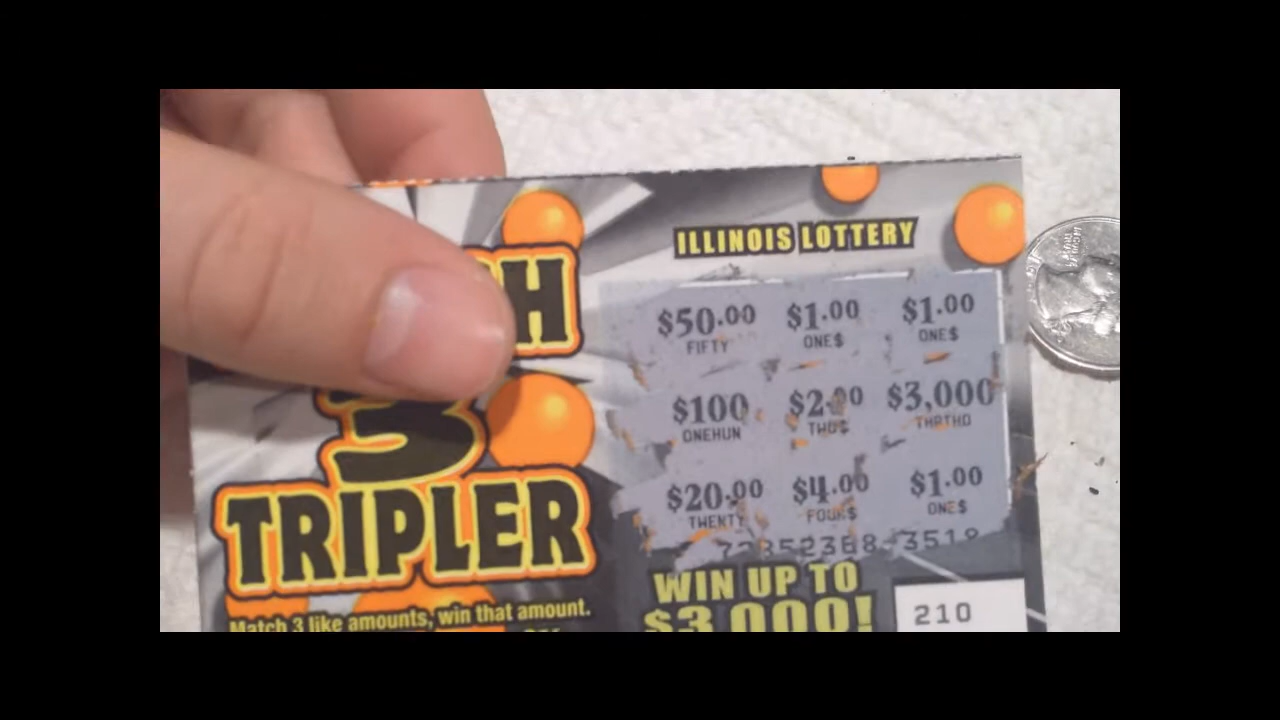 ILLINOIS LOTTERY
H
3
TRIPLER
Match 3 like amounts, win that amount.
$50.00 $1.00 $1.00
FIFTY ONE$ ONE$
$100 $2.00 $3,000
ONEHUN TWO$ THRTHO
$20.00 $4.00 $1.00
TWENTY FOUR$ ONE$
WIN UP TO
$3,000!
210